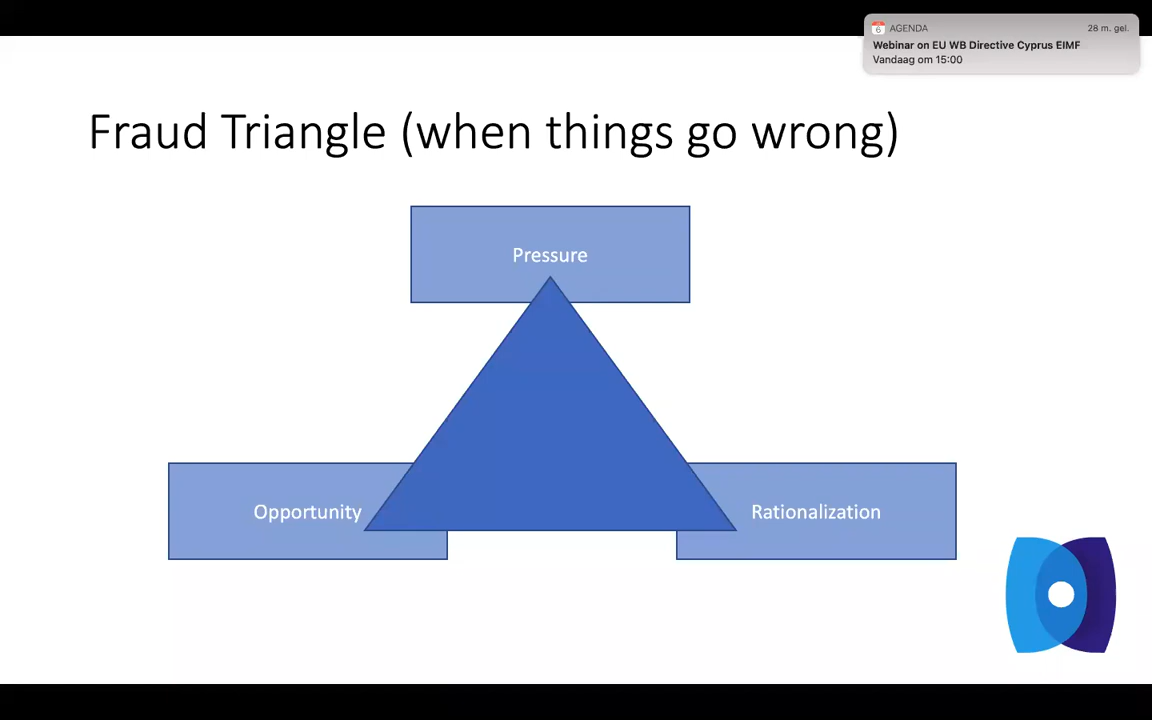 AGENDA 28 m. gel.
Webinar on EU WB Directive Cyprus EIMF
Vandaag om 15:00
Fraud Triangle (when things go wrong)
Pressure
Opportunity
Rationalization